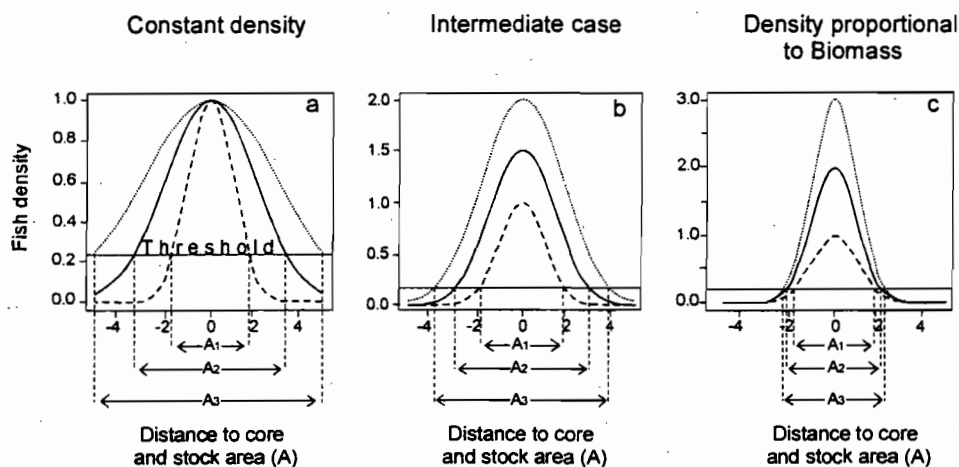 Constant density
Intermediate case
Density proportional
to Biomass
Fish density
1.0
0.8
0.6
0.4
0.2
0.0
a
Threshold
-4
-2
0
2
4
A1
A2
A3
Distance to core
and stock area (A)
2.0
1.5
1.0
0.5
0.0
b
-4
-2
0
2
4
A1
A2
A3
Distance to core
and stock area (A)
3.0
2.0
1.0
0.0
c
-4
-2
0
2
4
A1
A2
A3
Distance to core
and stock area (A)